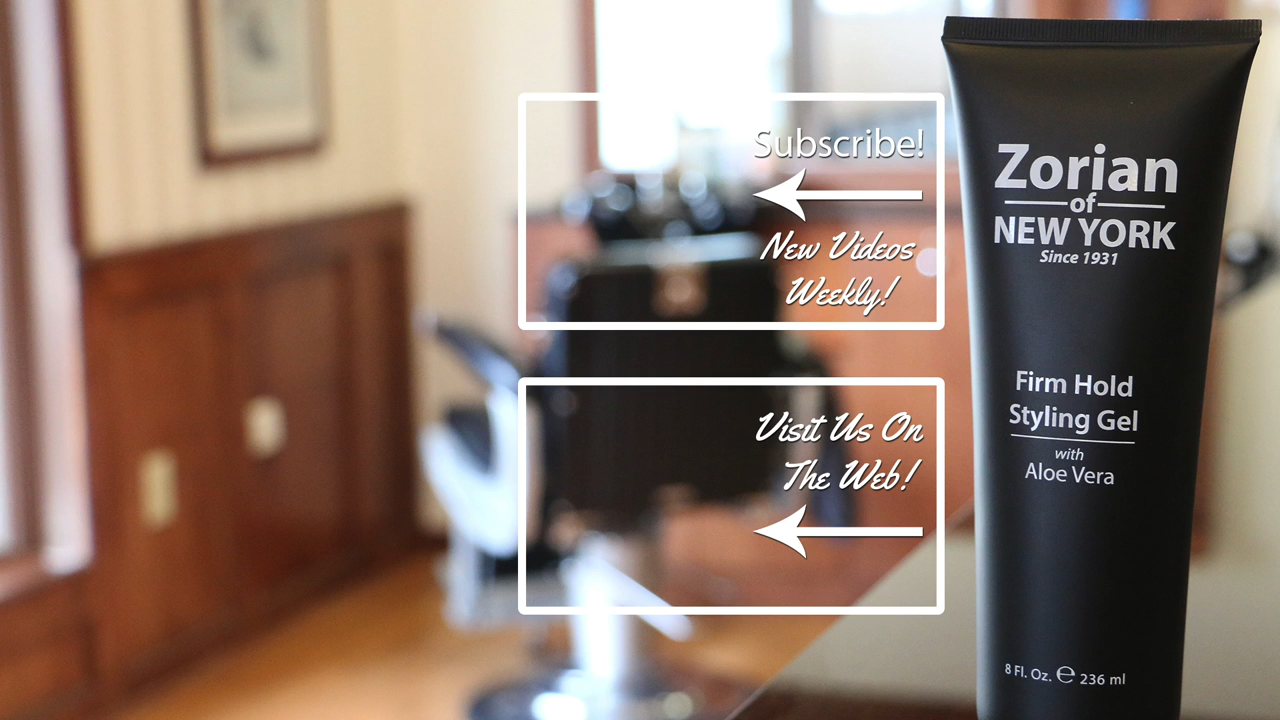 Subscribe!
New Videos
Weekly!
Visit Us On
The Web!
Zorian
of
NEW YORK
Since 1931
Firm Hold
Styling Gel
with
Aloe Vera
8 Fl. Oz. ℮ 236 ml